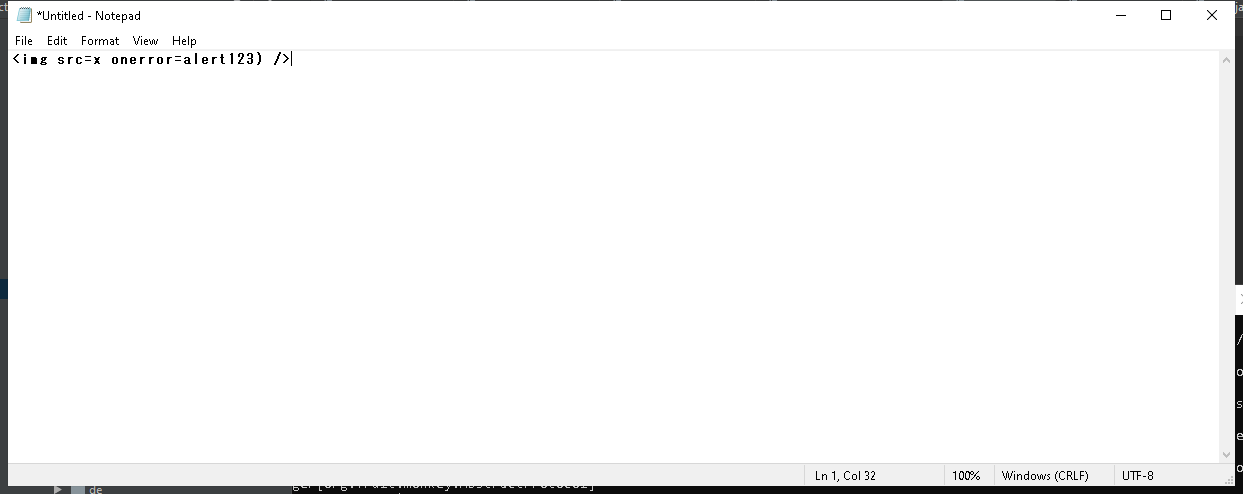 *Untitled - Notepad
File Edit Format View Help
<img src=x onerror=alert123) />
Ln 1, Col 32 100% Windows (CRLF) UTF-8
de